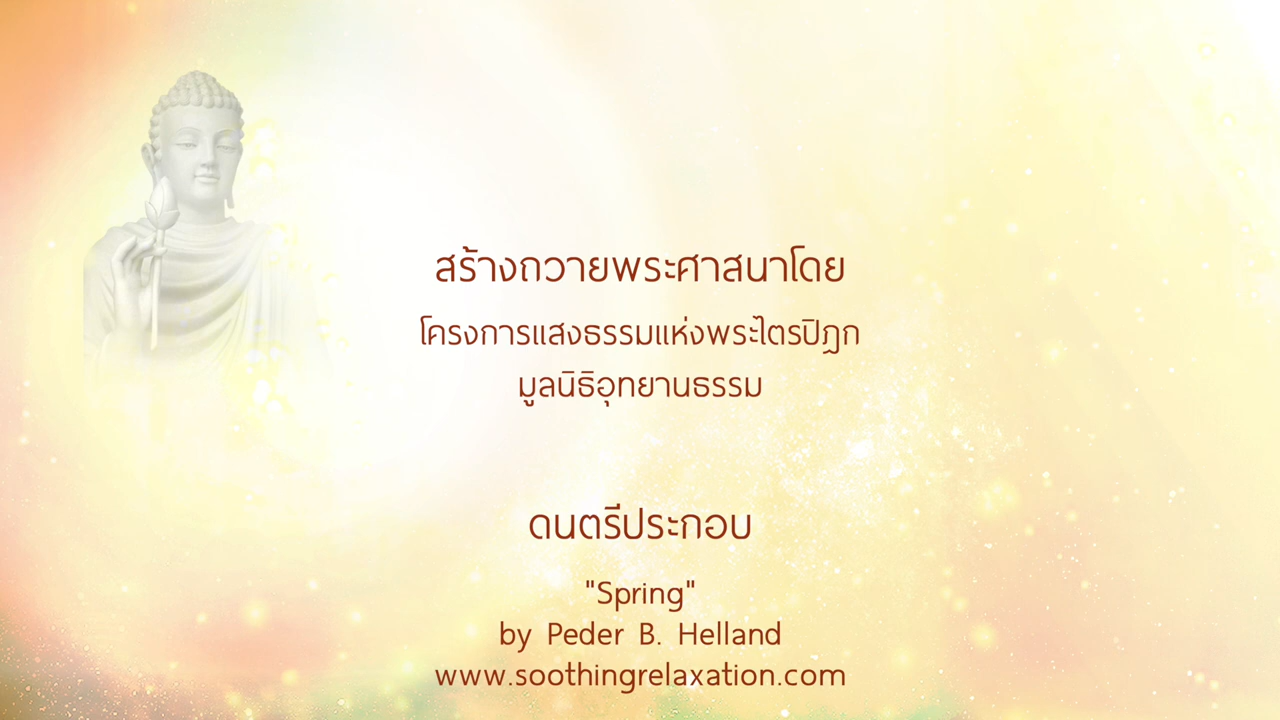 สร้างถวายพระศาสนาโดย
โครงการแสงธรรมแห่งพระไตรปิฎก
มูลนิธิอุทยานธรรม
ดนตรีประกอบ
"Spring"
by Peder B. Helland
www.soothingrelaxation.com